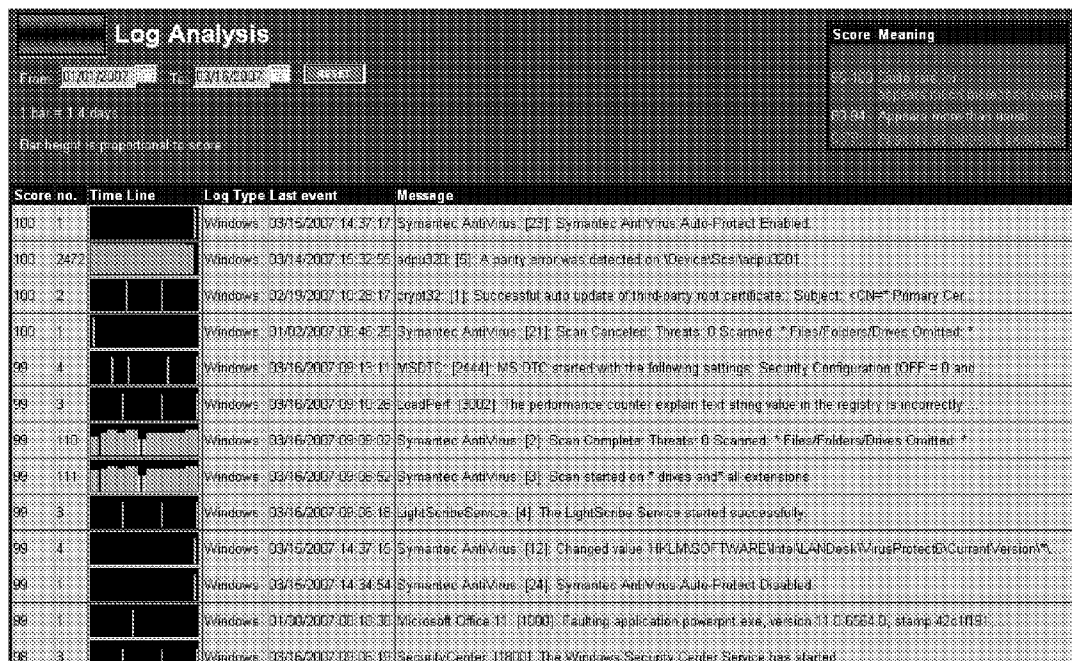 Log Analysis
Score Meaning
From: 01/01/2007 To: 03/16/2007
1 bar = 1.4 days
Appears more than usual
Bar height is proportional to score
Score no. Time Line Log Type Last event Message
100 1 Windows 03/15/2007 14:37:17 Symantec AntiVirus: [23]: Symantec AntiVirus Auto-Protect Enabled.
100 2472 Windows 03/14/2007 15:32:55 adpu320: [5]: A parity error was detected on \Device\Scsi\adpu3201.
100 2 Windows 02/19/2007 10:28:17 crypt32: [1]: Successful auto update of third-party root certificate:: Subject: <CN=* Primary Cer...
100 1 Windows 01/02/2007 08:46:25 Symantec AntiVirus: [21]: Scan Canceled: Threats: 0 Scanned: * Files/Folders/Drives Omitted: *
99 4 Windows 03/16/2007 09:13:11 MSDTC: [2444]: MS DTC started with the following settings: Security Configuration (OFF = 0 and
99 3 Windows 03/16/2007 09:10:26 LoadPerf: [3002]: The performance counter explain text string value in the registry is incorrectly ...
99 110 Windows 03/16/2007 09:09:02 Symantec AntiVirus: [2]: Scan Complete: Threats: 0 Scanned: * Files/Folders/Drives Omitted: *
99 111 Windows 03/16/2007 09:06:52 Symantec AntiVirus: [3]: Scan started on * drives and* all extensions.
99 3 Windows 03/16/2007 09:06:18 LightScribeService: [4]: The LightScribe Service started successfully.
99 4 Windows 03/15/2007 14:37:15 Symantec AntiVirus: [12]: Changed value 'HKLM\SOFTWARE\Intel\LANDesk\VirusProtect6\CurrentVersion\*\...
99 1 Windows 03/15/2007 14:34:54 Symantec AntiVirus: [24]: Symantec AntiVirus Auto-Protect Disabled.
99 1 Windows 01/30/2007 08:18:38 Microsoft Office 11: [1000]: Faulting application powerpnt.exe, version 11.0.6564.0, stamp 42c1f191,...
98 3 Windows 03/16/2007 09:06:19 SecurityCenter: [1800]: The Windows Security Center Service has started.